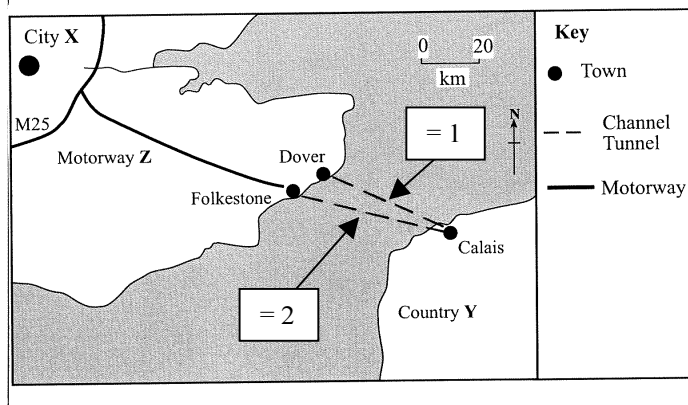 City X
M25
Motorway Z
Dover
Folkestone
= 1
= 2
0 20
km
N
Calais
Country Y
Key
Town
Channel
Tunnel
Motorway